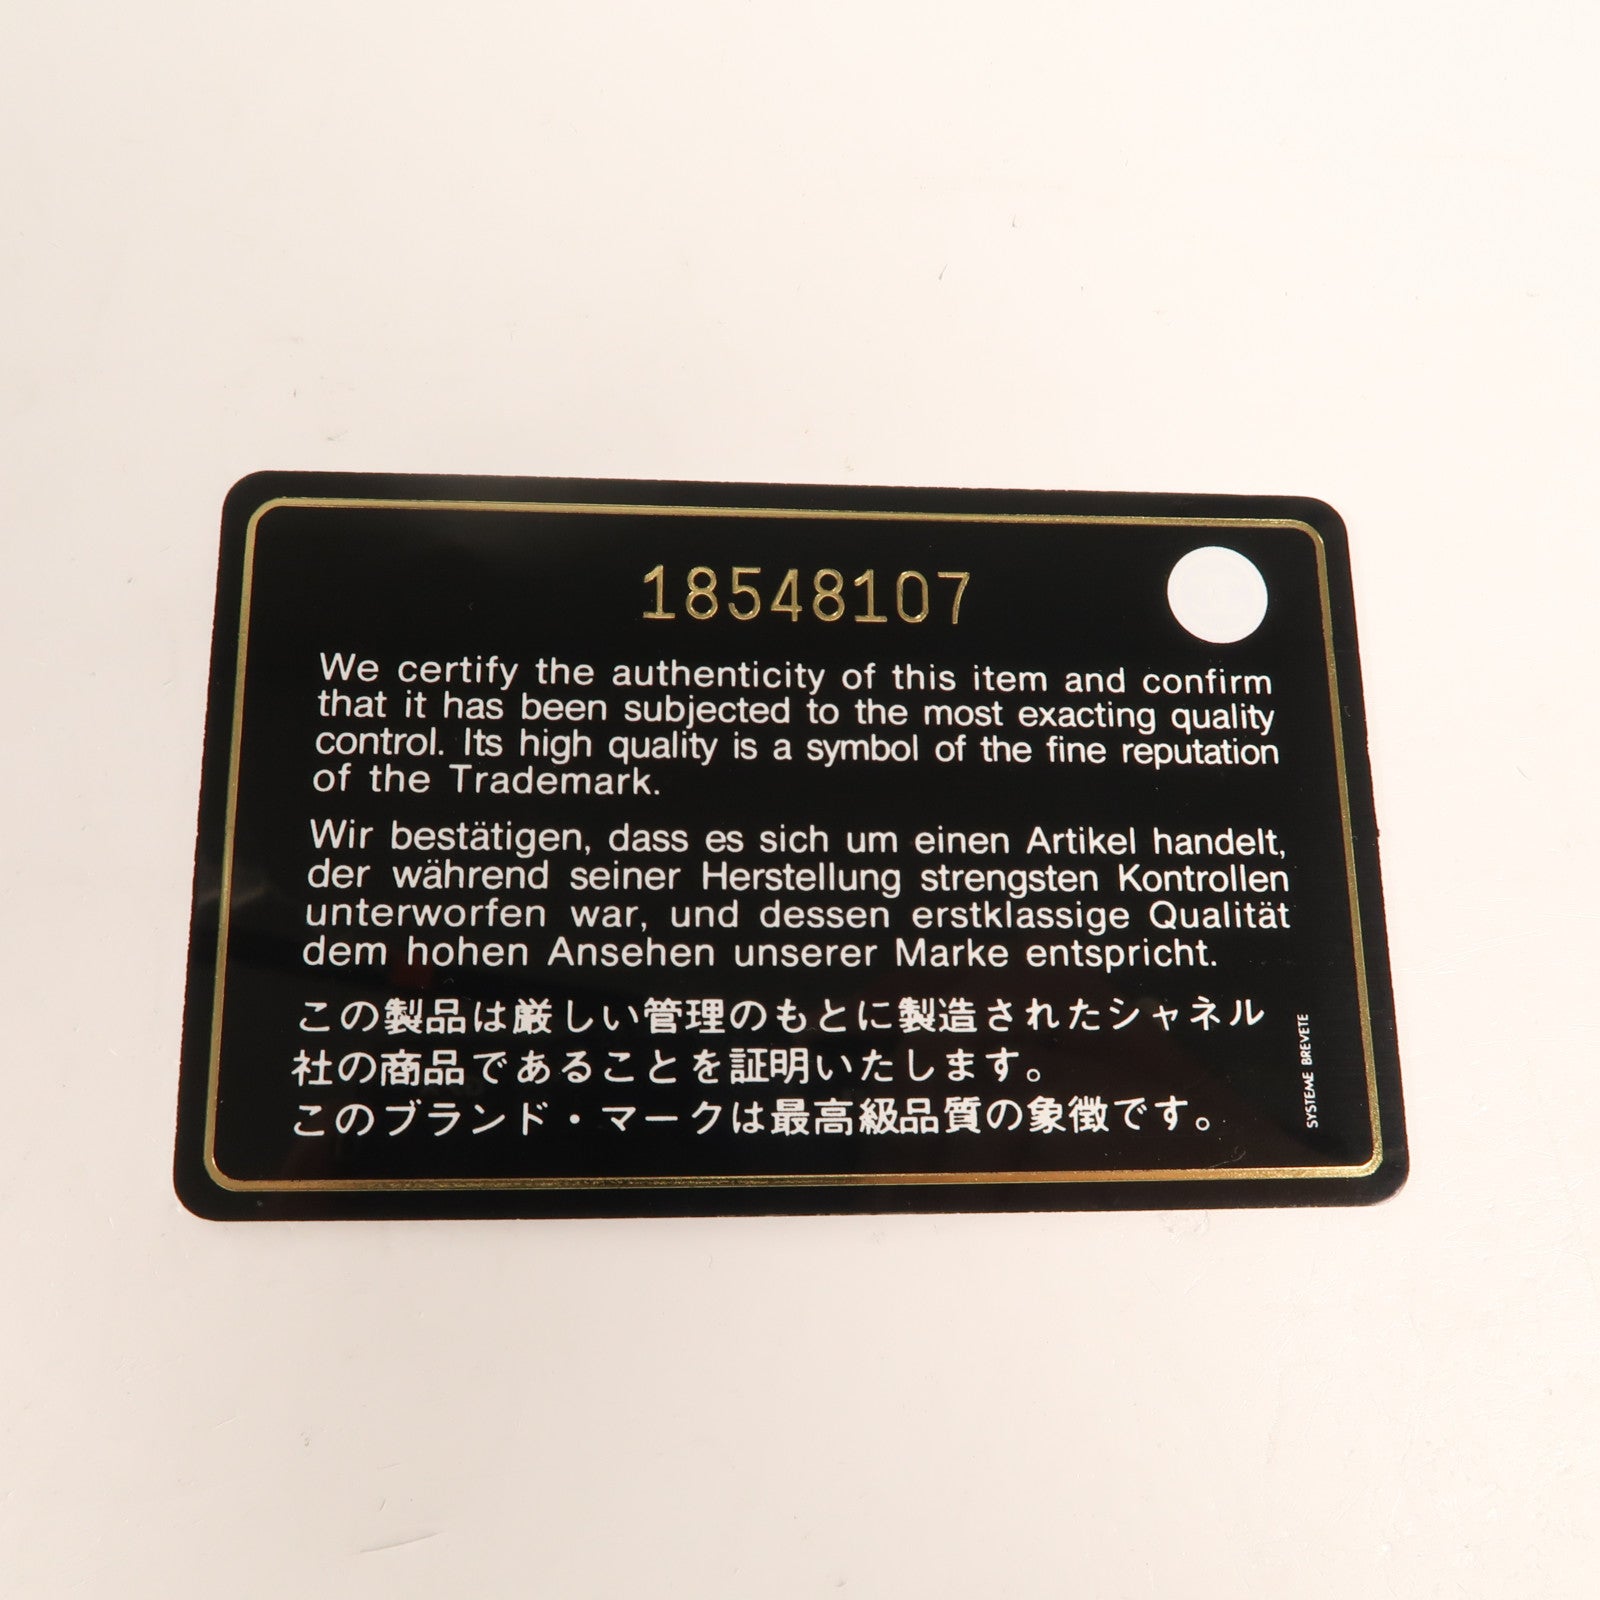 18548107
We certify the authenticity of this item and confirm
that it has been subjected to the most exacting quality
control. Its high quality is a symbol of the fine reputation
of the Trademark.
Wir bestätigen, dass es sich um einen Artikel handelt,
der während seiner Herstellung strengsten Kontrollen
unterworfen war, und dessen erstklassige Qualität
dem hohen Ansehen unserer Marke entspricht.
この製品は厳しい管理のもとに製造されたシャネル
社の商品であることを証明いたします。
このブランド・マークは最高級品質の象徴です。
SYSTEME BREVETE